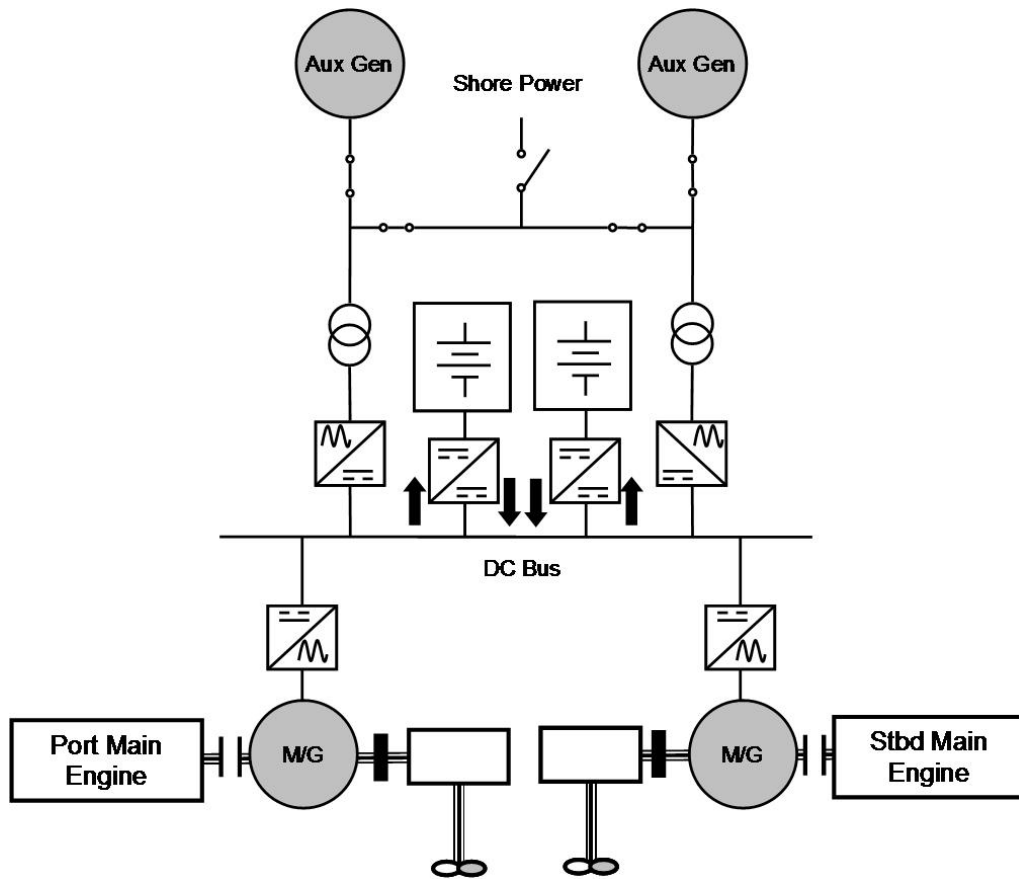 Aux Gen
Aux Gen
Shore Power
DC Bus
Port Main
Engine
M/G
M/G
Stbd Main
Engine